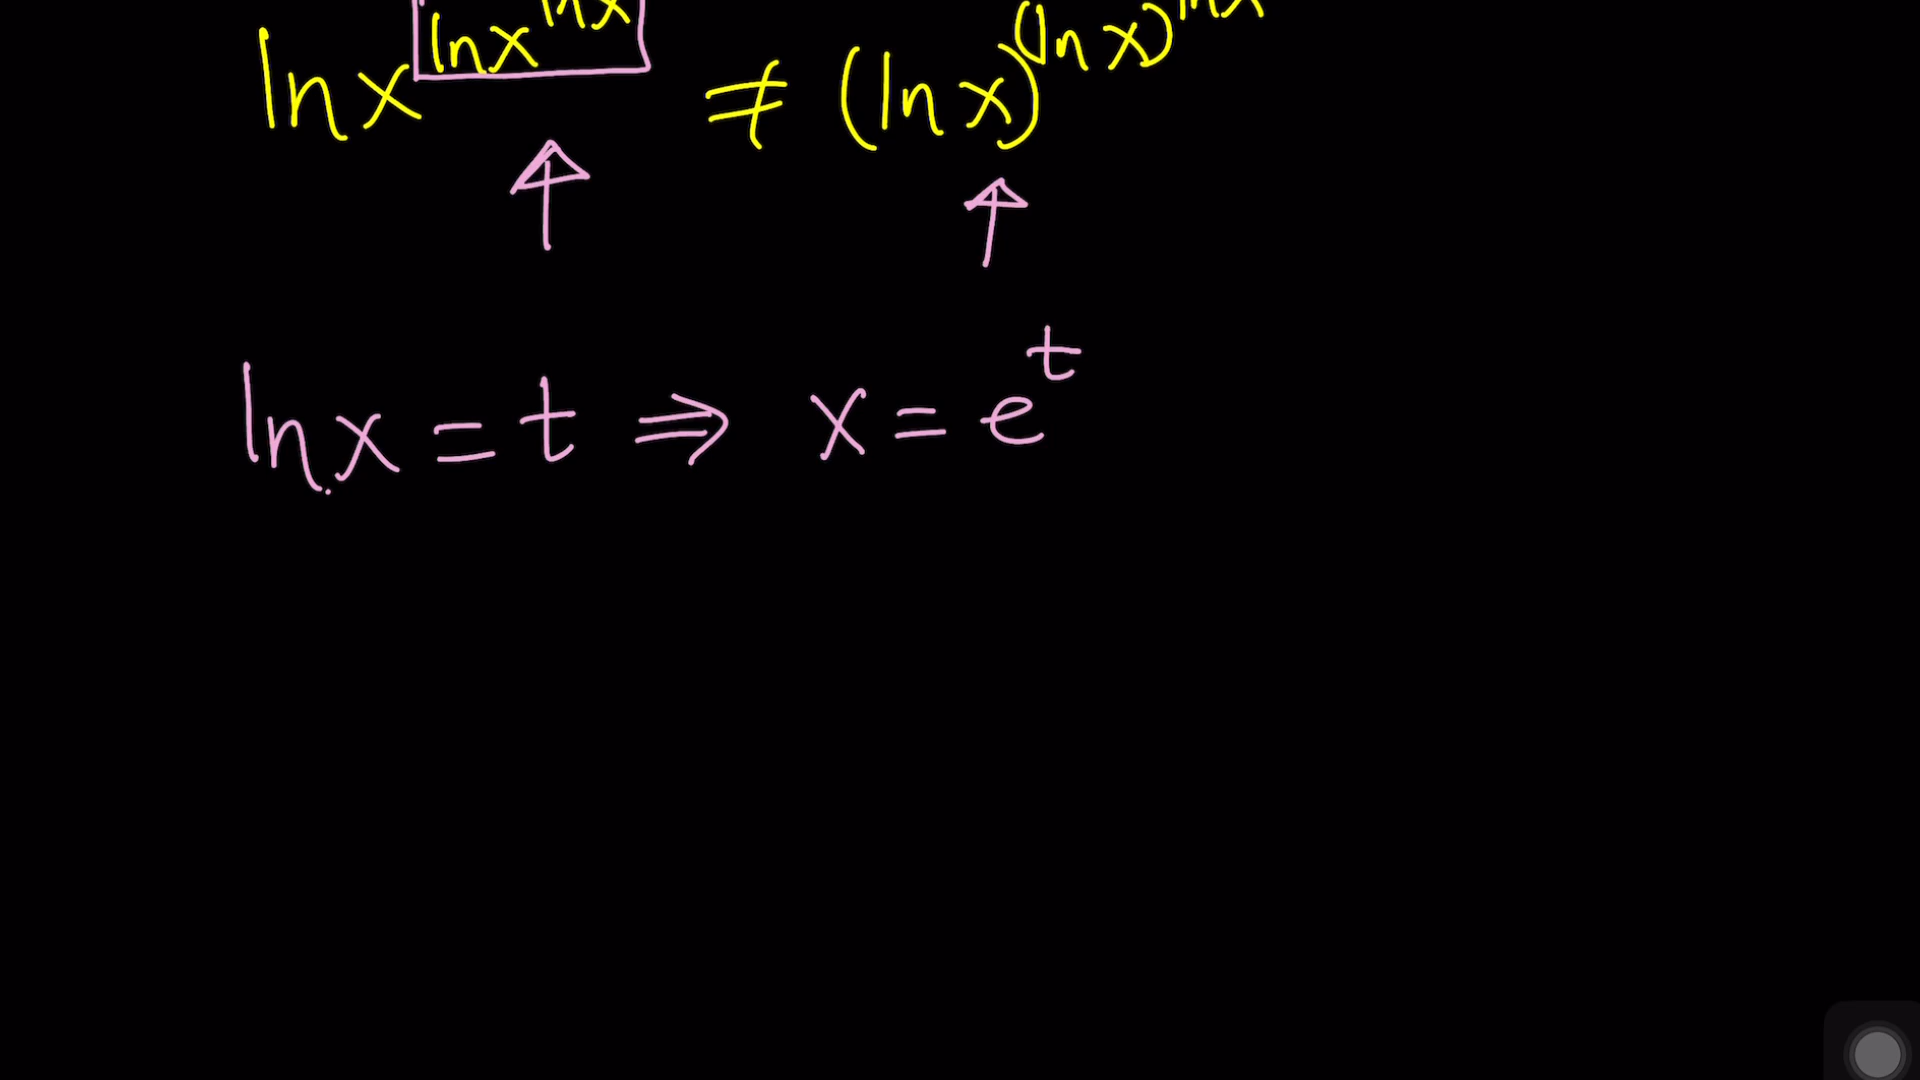 ln x^{ln x^{ln x}} ≠ (ln x)^{(ln x)^{ln x}}
ln x = t ⇒ x = e^t